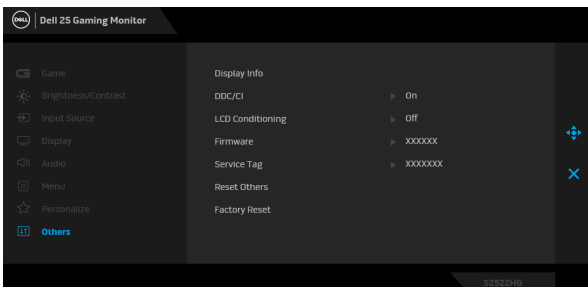 DELL Dell 25 Gaming Monitor
Game
Brightness/Contrast
Input Source
Display
Audio
Menu
Personalize
Others
Display Info
DDC/CI On
LCD Conditioning Off
Firmware XXXXXX
Service Tag XXXXXXX
Reset Others
Factory Reset
S2522HG